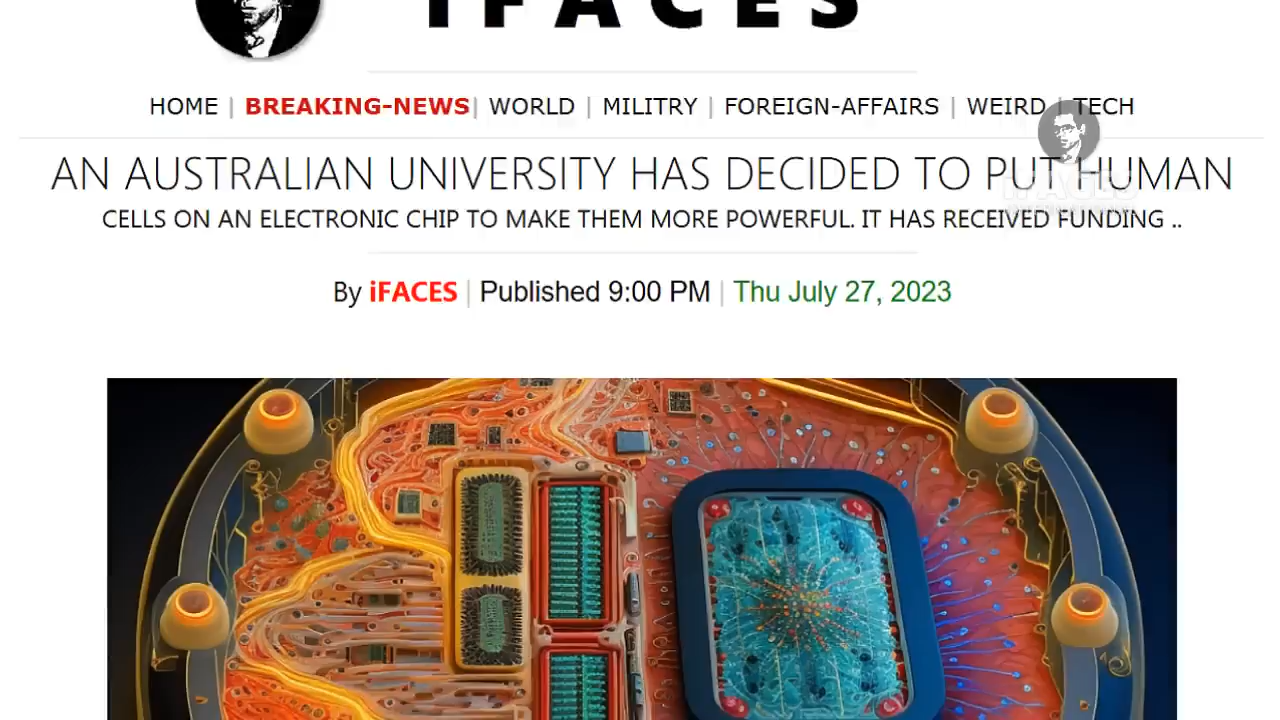 iFACES
HOME | BREAKING-NEWS | WORLD | MILITRY | FOREIGN-AFFAIRS | WEIRD | TECH
AN AUSTRALIAN UNIVERSITY HAS DECIDED TO PUT HUMAN
CELLS ON AN ELECTRONIC CHIP TO MAKE THEM MORE POWERFUL. IT HAS RECEIVED FUNDING ..
By iFACES | Published 9:00 PM | Thu July 27, 2023
iFACES